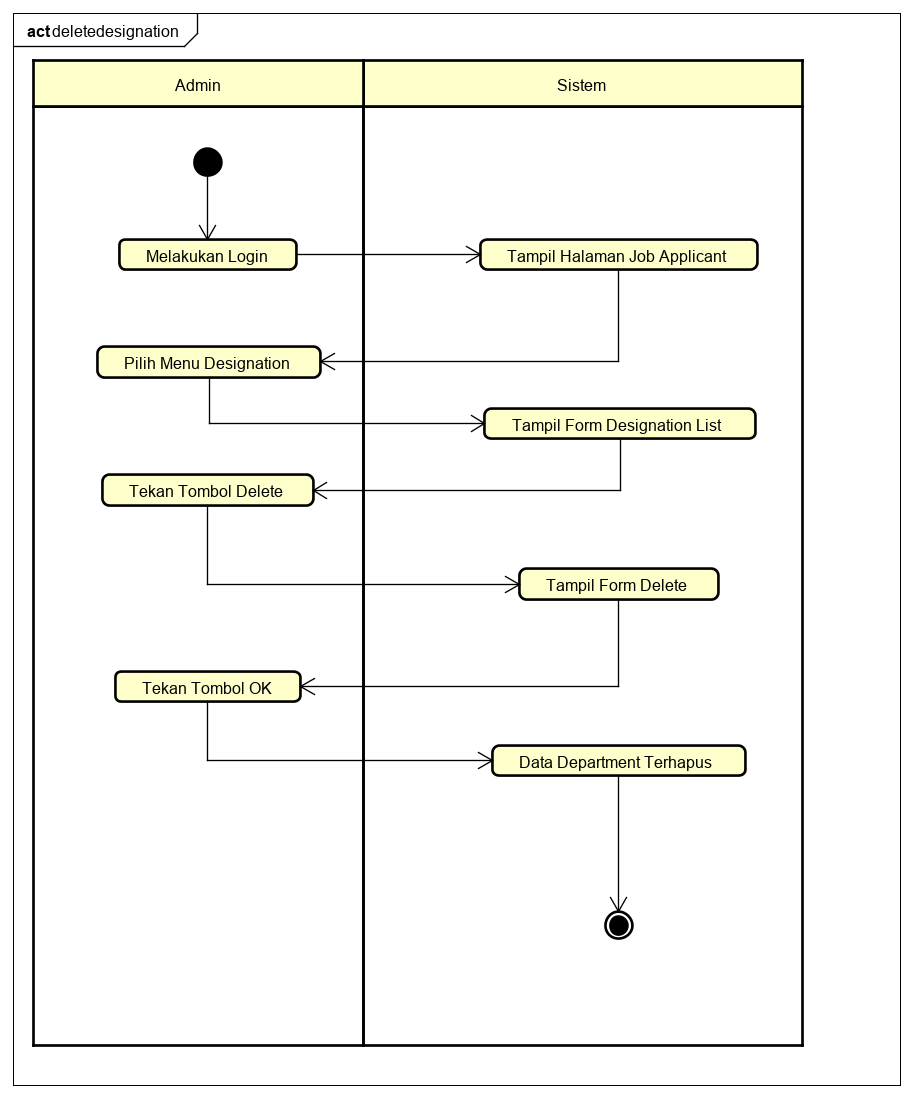 act deletedesignation
Admin
Sistem
Melakukan Login
Tampil Halaman Job Applicant
Pilih Menu Designation
Tampil Form Designation List
Tekan Tombol Delete
Tampil Form Delete
Tekan Tombol OK
Data Department Terhapus